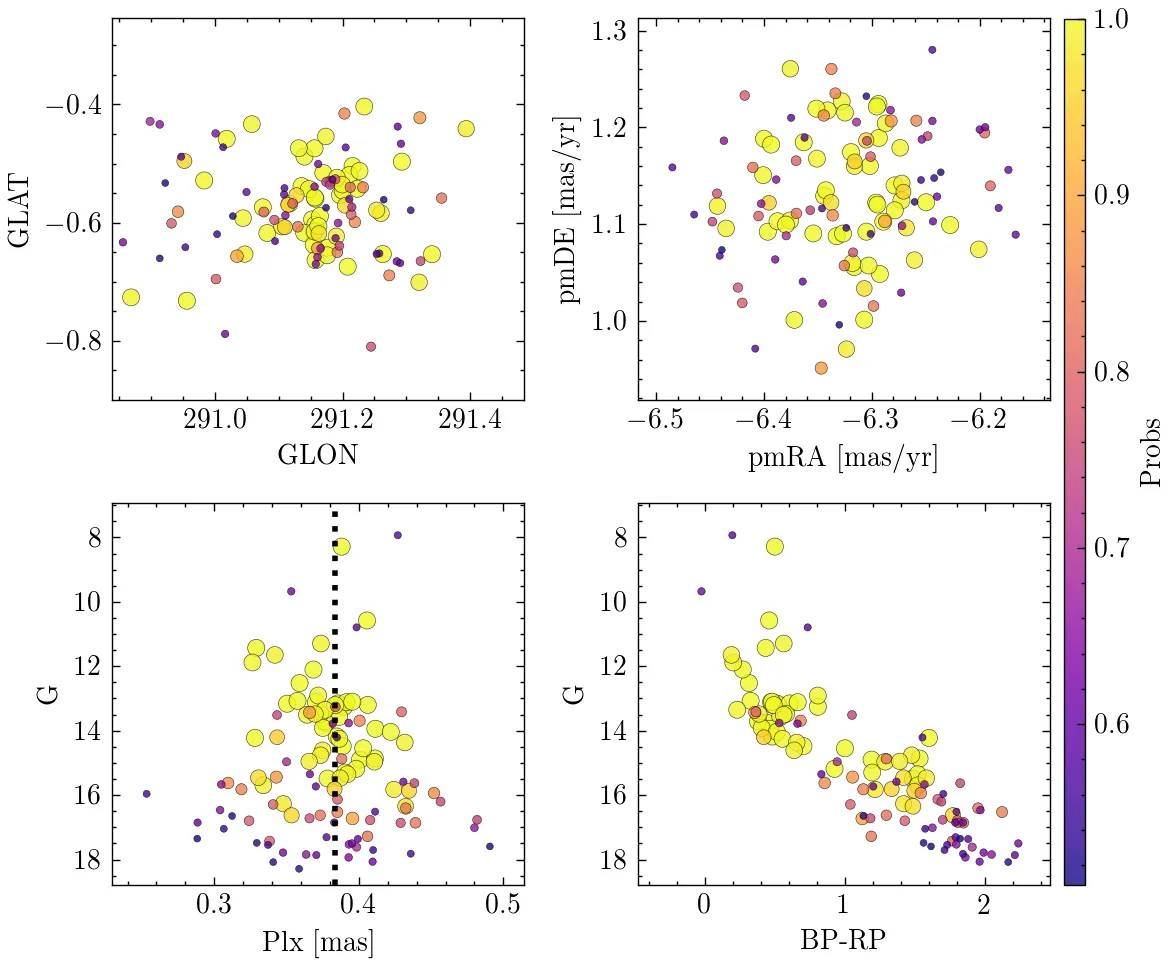 −0.4
−0.6
−0.8
GLAT
291.0 291.2 291.4
GLON
1.3
1.2
1.1
1.0
pmDE [mas/yr]
−6.5 −6.4 −6.3 −6.2
pmRA [mas/yr]
8
10
12
14
16
18
G
0.3 0.4 0.5
Plx [mas]
8
10
12
14
16
18
G
0 1 2
BP-RP
1.0
0.9
0.8
0.7
0.6
Probs